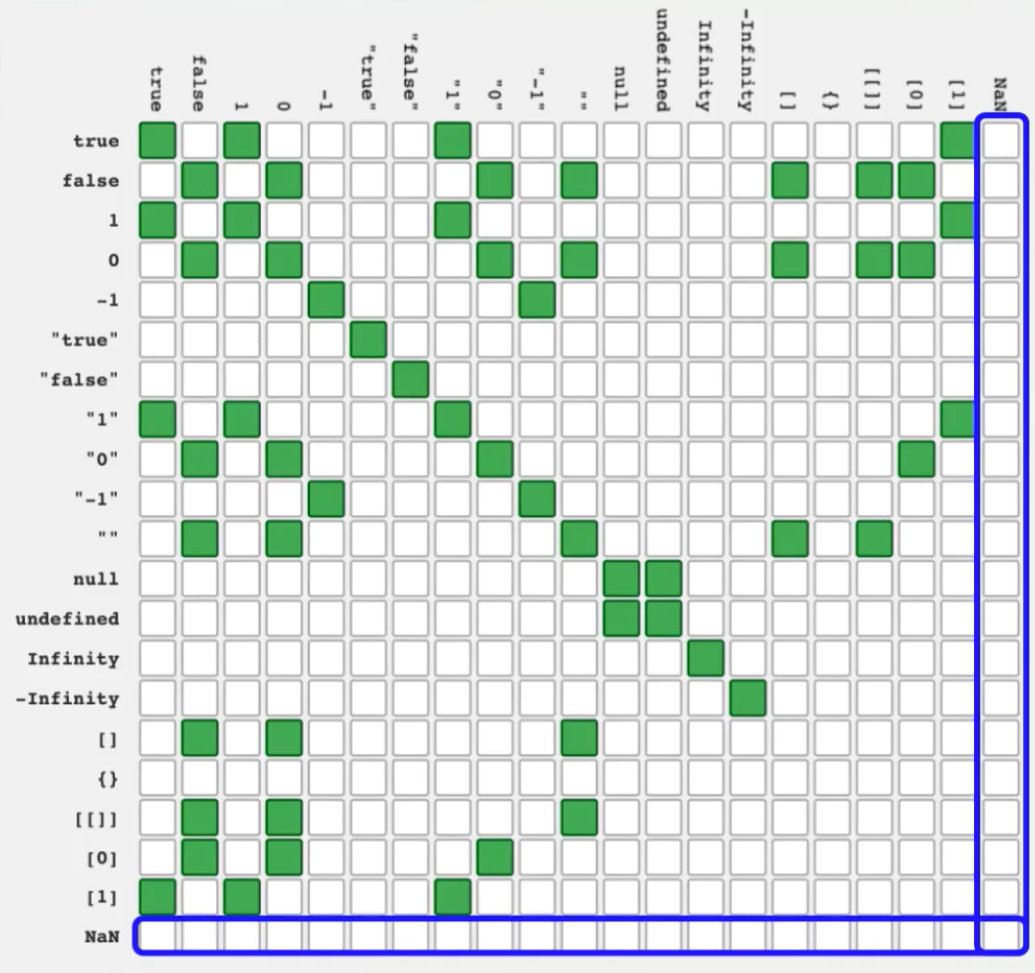 true
false
1
0
-1
"true"
"false"
"1"
"0"
"-1"
""
null
undefined
Infinity
-Infinity
[]
{}
[[]]
[0]
[1]
NaN
true
false
1
0
-1
"true"
"false"
"1"
"0"
"-1"
""
null
undefined
Infinity
-Infinity
[]
{}
[[]]
[0]
[1]
NaN